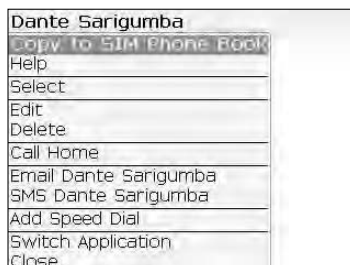 Dante Sarigumba
Copy to SIM Phone Book
Help
Select
Edit
Delete
Call Home
Email Dante Sarigumba
SMS Dante Sarigumba
Add Speed Dial
Switch Application
Close